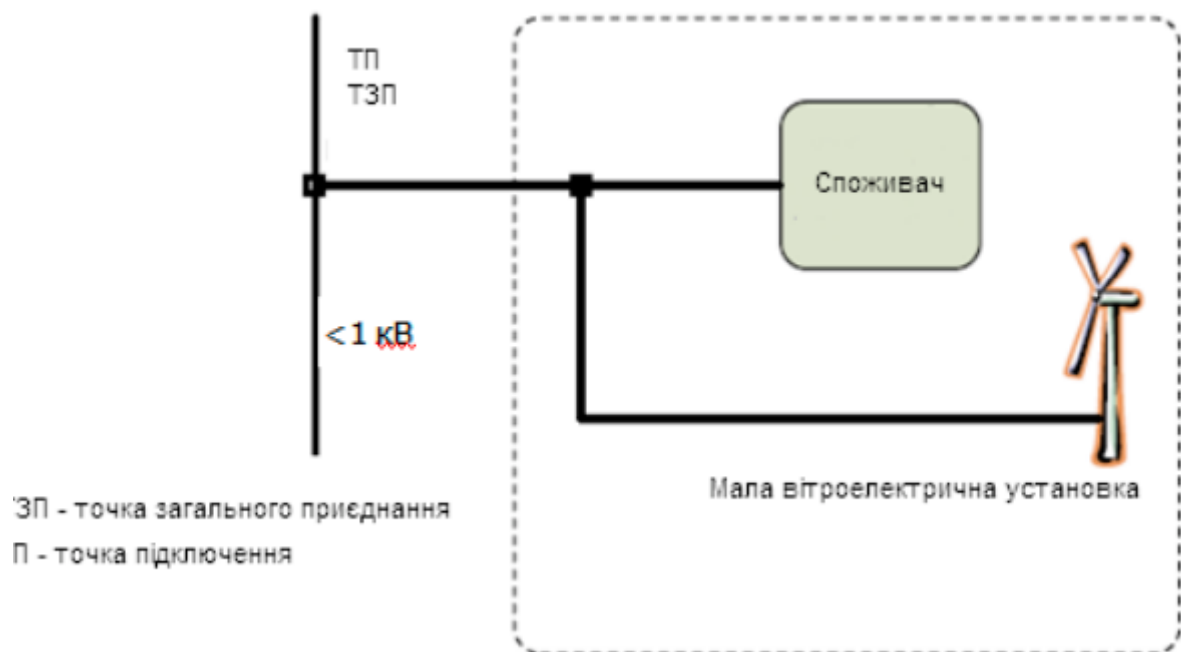 ТП
ТЗП
Споживач
<1 кВ
Мала вітроелектрична установка
ЗП - точка загального приєднання
П - точка підключення